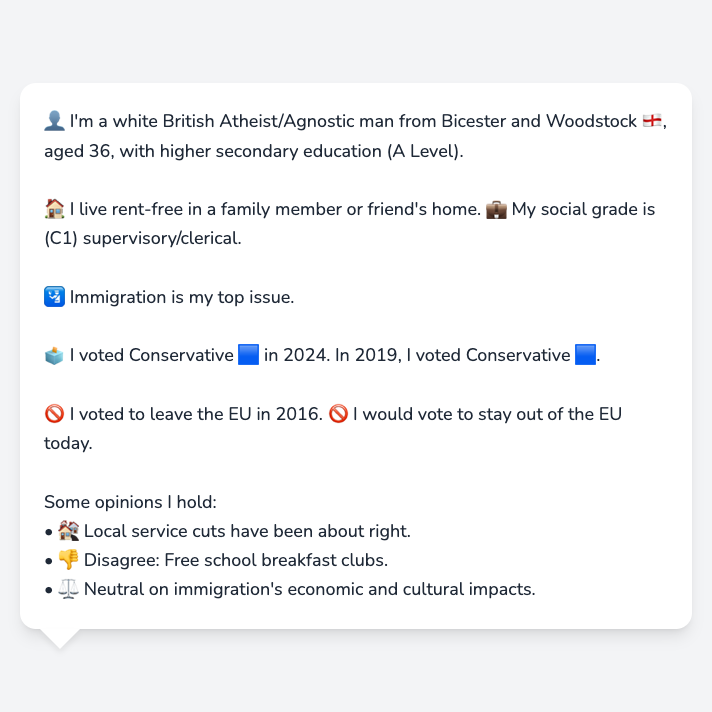 👤 I'm a white British Atheist/Agnostic man from Bicester and Woodstock 🏴󠁧󠁢󠁥󠁮󠁧󠁿,
aged 36, with higher secondary education (A Level).
🏠 I live rent-free in a family member or friend's home. 💼 My social grade is
(C1) supervisory/clerical.
🛂 Immigration is my top issue.
🗳️ I voted Conservative 🟦 in 2024. In 2019, I voted Conservative 🟦.
🚫 I voted to leave the EU in 2016. 🚫 I would vote to stay out of the EU
today.
Some opinions I hold:
• 🏚️ Local service cuts have been about right.
• 👎 Disagree: Free school breakfast clubs.
• ⚖️ Neutral on immigration's economic and cultural impacts.